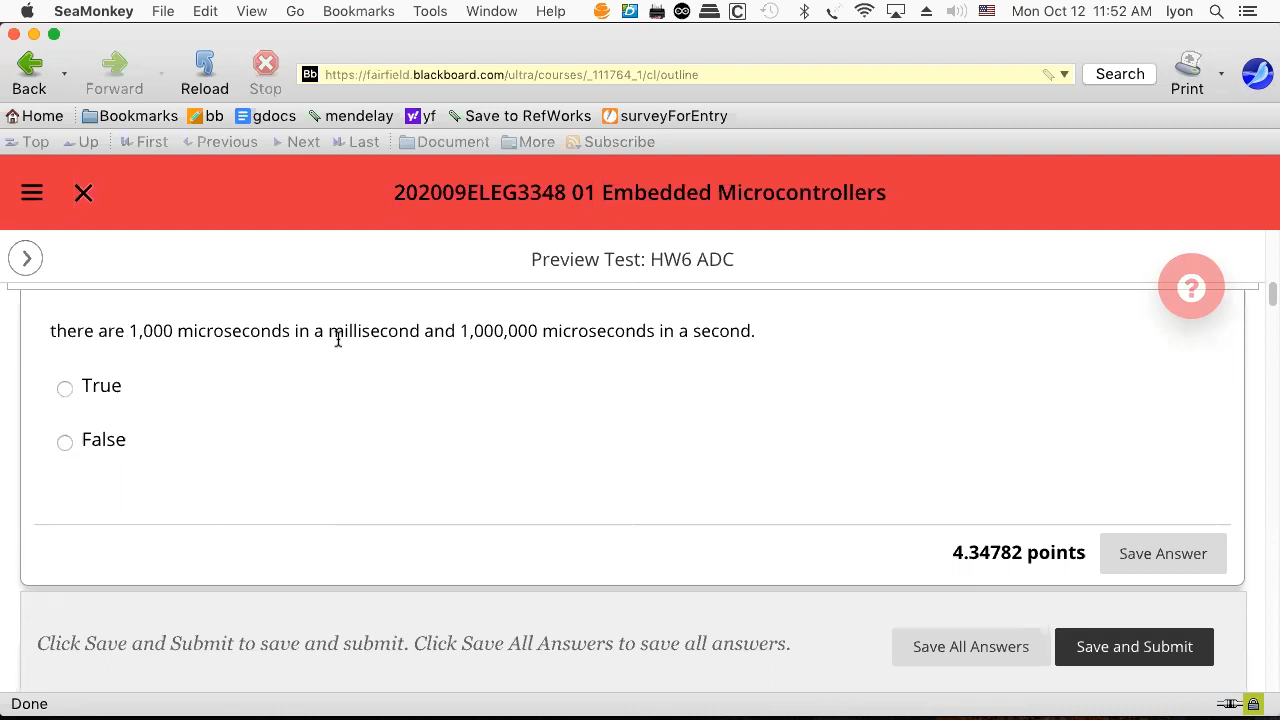 SeaMonkey File Edit View Go Bookmarks Tools Window Help Mon Oct 12 11:52 AM lyon
Back Forward Reload Stop Bb https://fairfield.blackboard.com/ultra/courses/_111764_1/cl/outline Search Print
Home Bookmarks bb gdocs mendelay y! yf Save to RefWorks surveyForEntry
Top Up First Previous Next Last Document More Subscribe
202009ELEG3348 01 Embedded Microcontrollers
Preview Test: HW6 ADC
?
there are 1,000 microseconds in a millisecond and 1,000,000 microseconds in a second.
True
False
4.34782 points Save Answer
Click Save and Submit to save and submit. Click Save All Answers to save all answers. Save All Answers Save and Submit
Done